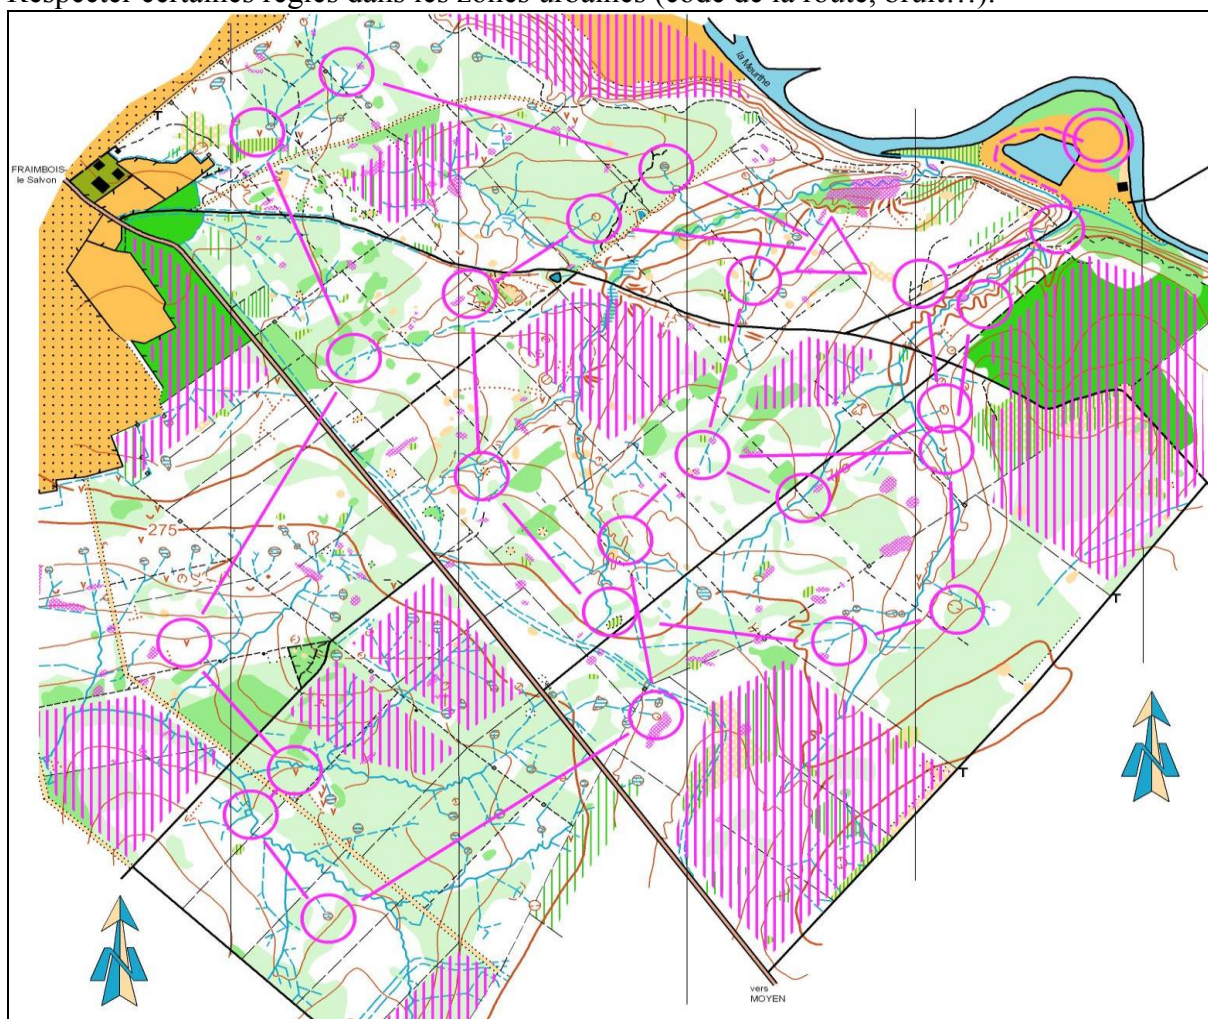 Respecter certaines règles dans les zones urbaines (code de la route, bruit…).
la Meurthe
FRAIMBOIS-
le Salvon
275
vers
MOYEN